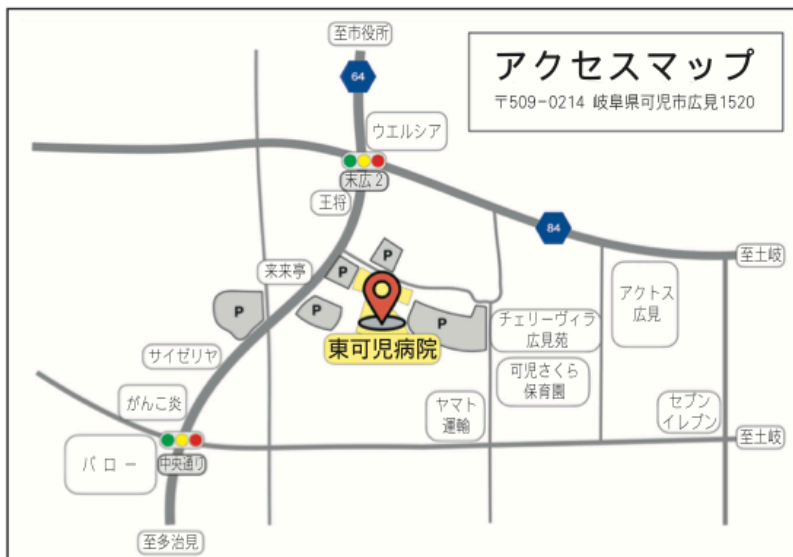 至市役所
アクセスマップ
〒509-0214 岐阜県可児市広見1520
64
ウエルシア
末広2
王将
84
至土岐
来来亭
P
P
アクトス
広見
P
P
P
チェリーヴィラ
広見苑
東可児病院
サイゼリヤ
可児さくら
保育園
がんこ炎
ヤマト
運輸
セブン
イレブン
バロー
中央通り
至土岐
至多治見